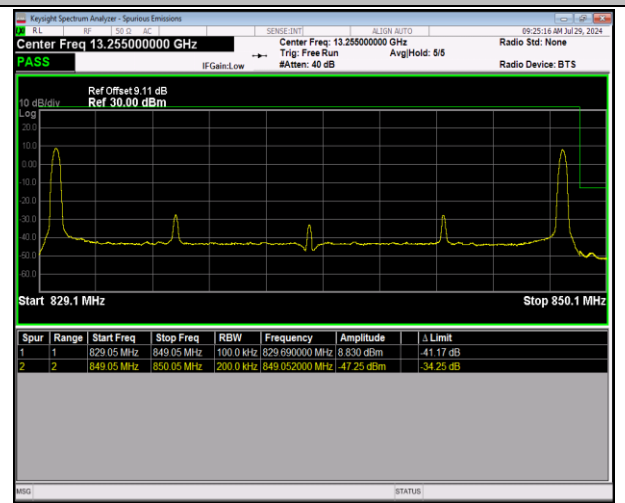 Keysight Spectrum Analyzer - Spurious Emissions
RL RF 50 Ω AC SENSE:INT ALIGN AUTO 09:25:16 AM Jul 29, 2024
Center Freq 13.255000000 GHz Center Freq: 13.255000000 GHz Radio Std: None
Trig: Free Run Avg|Hold: 5/5
PASS IFGain:Low #Atten: 40 dB Radio Device: BTS
Ref Offset 9.11 dB
10 dB/div Ref 30.00 dBm
Log
20.0
10.0
0.00
10.0
20.0
30.0
40.0
50.0
60.0
Start 829.1 MHz Stop 850.1 MHz
Spur Range Start Freq Stop Freq RBW Frequency Amplitude Δ Limit
1 1 829.05 MHz 849.05 MHz 100.0 kHz 829.690000 MHz 8.830 dBm -41.17 dB
2 2 849.05 MHz 850.05 MHz 200.0 kHz 849.052000 MHz -47.25 dBm -34.25 dB
MSG STATUS